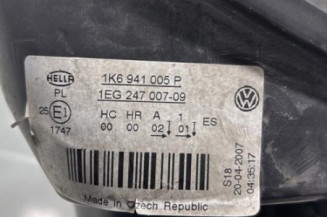 HELLA
1K6 941 005 P
PL
1EG 247 007-09
25 E1
HC HR A 1 ES
00 00 02 01
1747
S18
20-04-2007
04:35:17
Made in Czech Republic